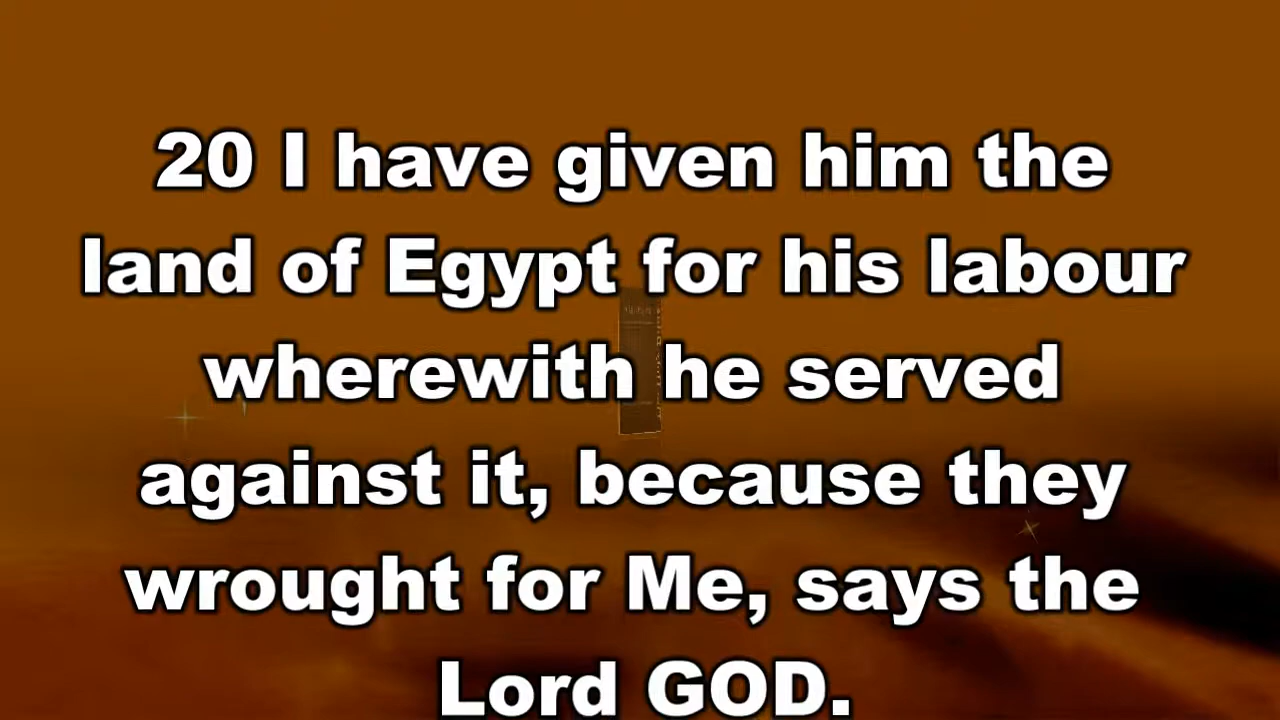 20 I have given him the
land of Egypt for his labour
wherewith he served
against it, because they
wrought for Me, says the
Lord GOD.